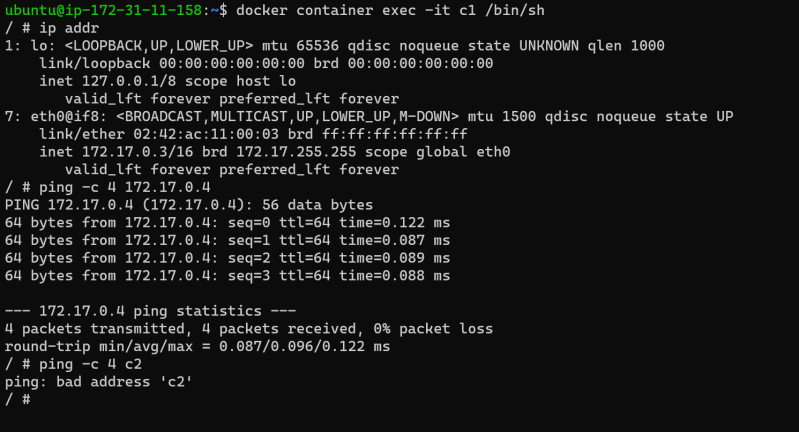 ubuntu@ip-172-31-11-158:~$ docker container exec -it c1 /bin/sh
/ # ip addr
1: lo: <LOOPBACK,UP,LOWER_UP> mtu 65536 qdisc noqueue state UNKNOWN qlen 1000
    link/loopback 00:00:00:00:00:00 brd 00:00:00:00:00:00
    inet 127.0.0.1/8 scope host lo
       valid_lft forever preferred_lft forever
7: eth0@if8: <BROADCAST,MULTICAST,UP,LOWER_UP,M-DOWN> mtu 1500 qdisc noqueue state UP
    link/ether 02:42:ac:11:00:03 brd ff:ff:ff:ff:ff:ff
    inet 172.17.0.3/16 brd 172.17.255.255 scope global eth0
       valid_lft forever preferred_lft forever
/ # ping -c 4 172.17.0.4
PING 172.17.0.4 (172.17.0.4): 56 data bytes
64 bytes from 172.17.0.4: seq=0 ttl=64 time=0.122 ms
64 bytes from 172.17.0.4: seq=1 ttl=64 time=0.087 ms
64 bytes from 172.17.0.4: seq=2 ttl=64 time=0.089 ms
64 bytes from 172.17.0.4: seq=3 ttl=64 time=0.088 ms

--- 172.17.0.4 ping statistics ---
4 packets transmitted, 4 packets received, 0% packet loss
round-trip min/avg/max = 0.087/0.096/0.122 ms
/ # ping -c 4 c2
ping: bad address 'c2'
/ #